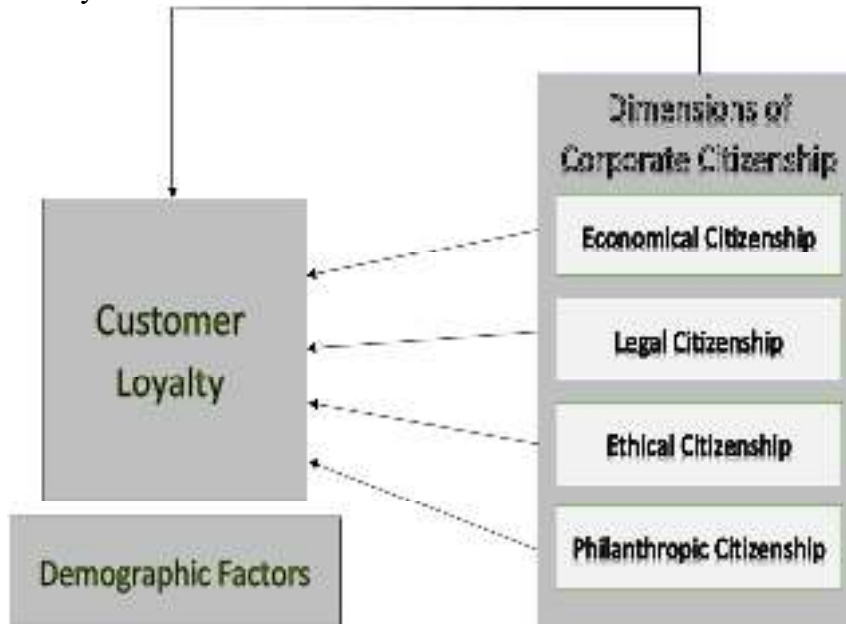 Dimensions of
Corporate Citizenship
Economical Citizenship
Customer
Loyalty
Legal Citizenship
Ethical Citizenship
Philanthropic Citizenship
Demographic Factors